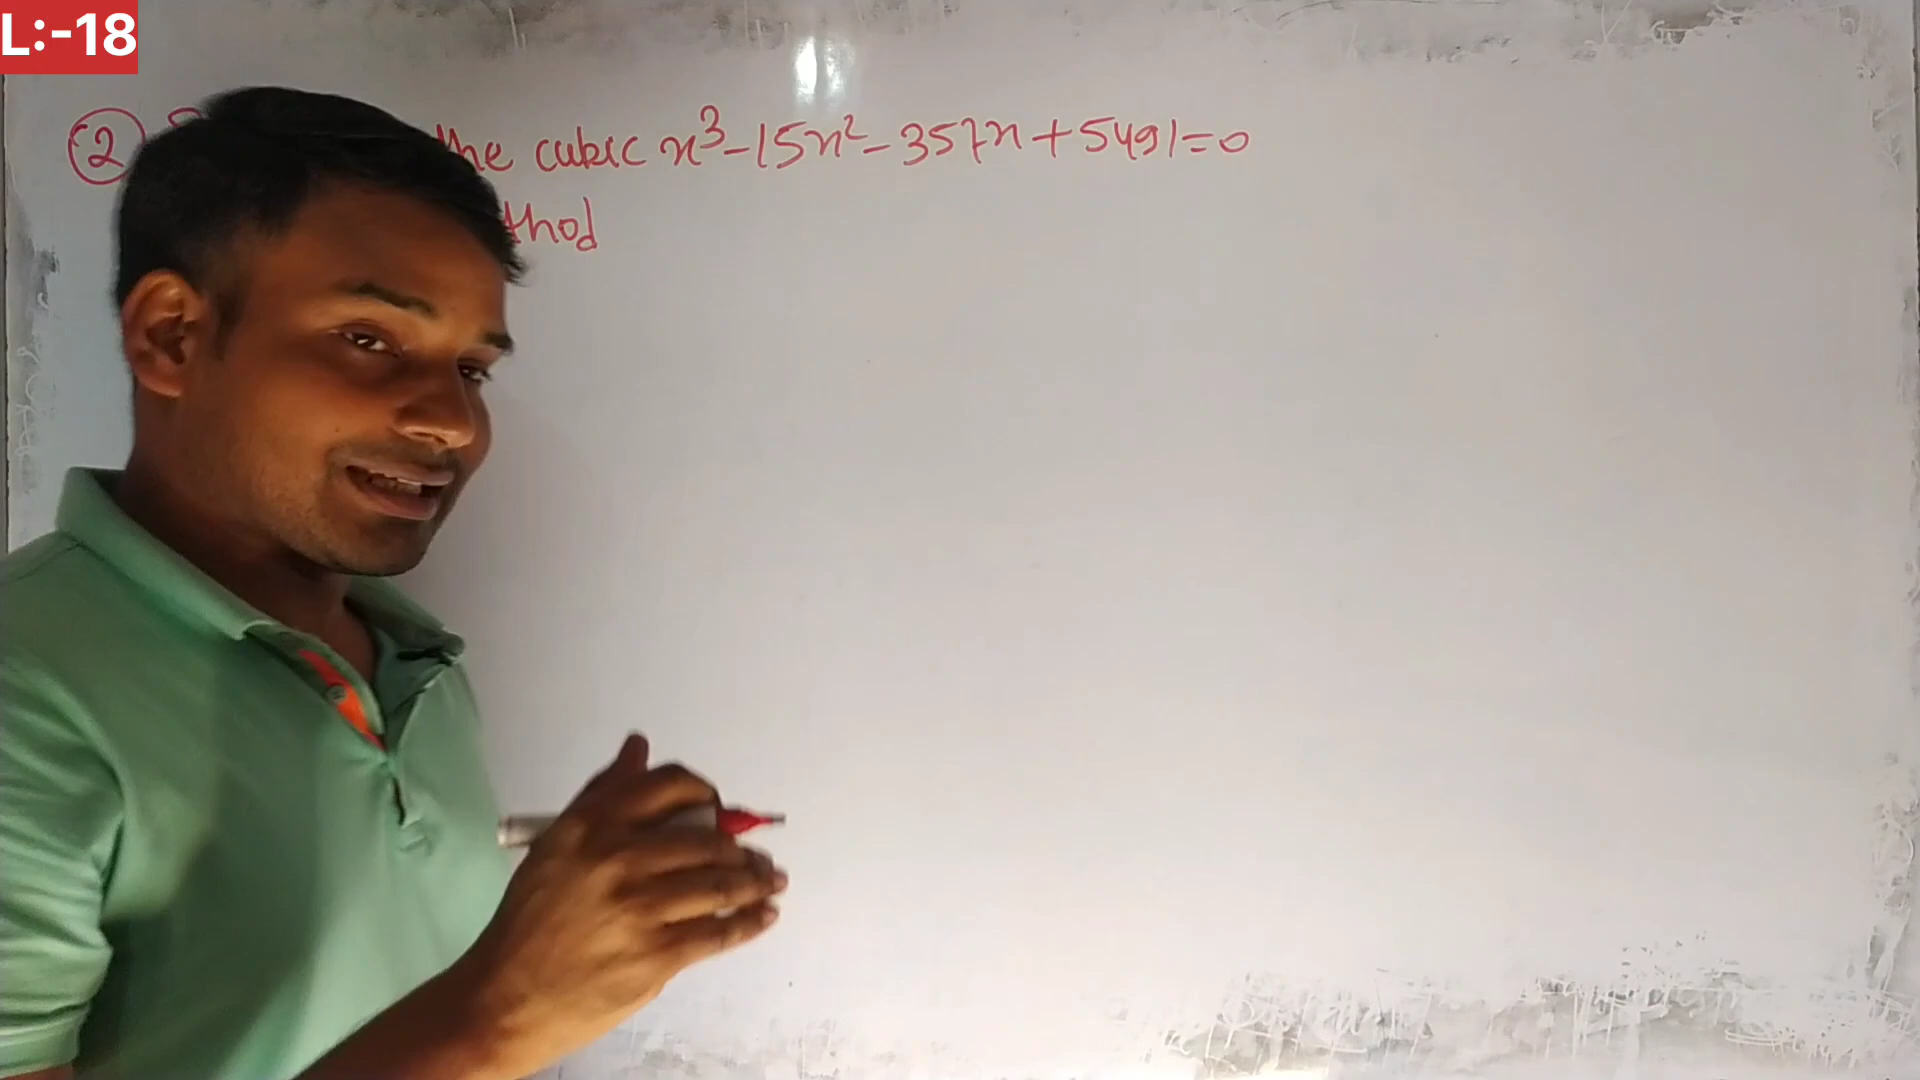 L:-18
② the cubic x³-15x²-357x+5491=0
thod